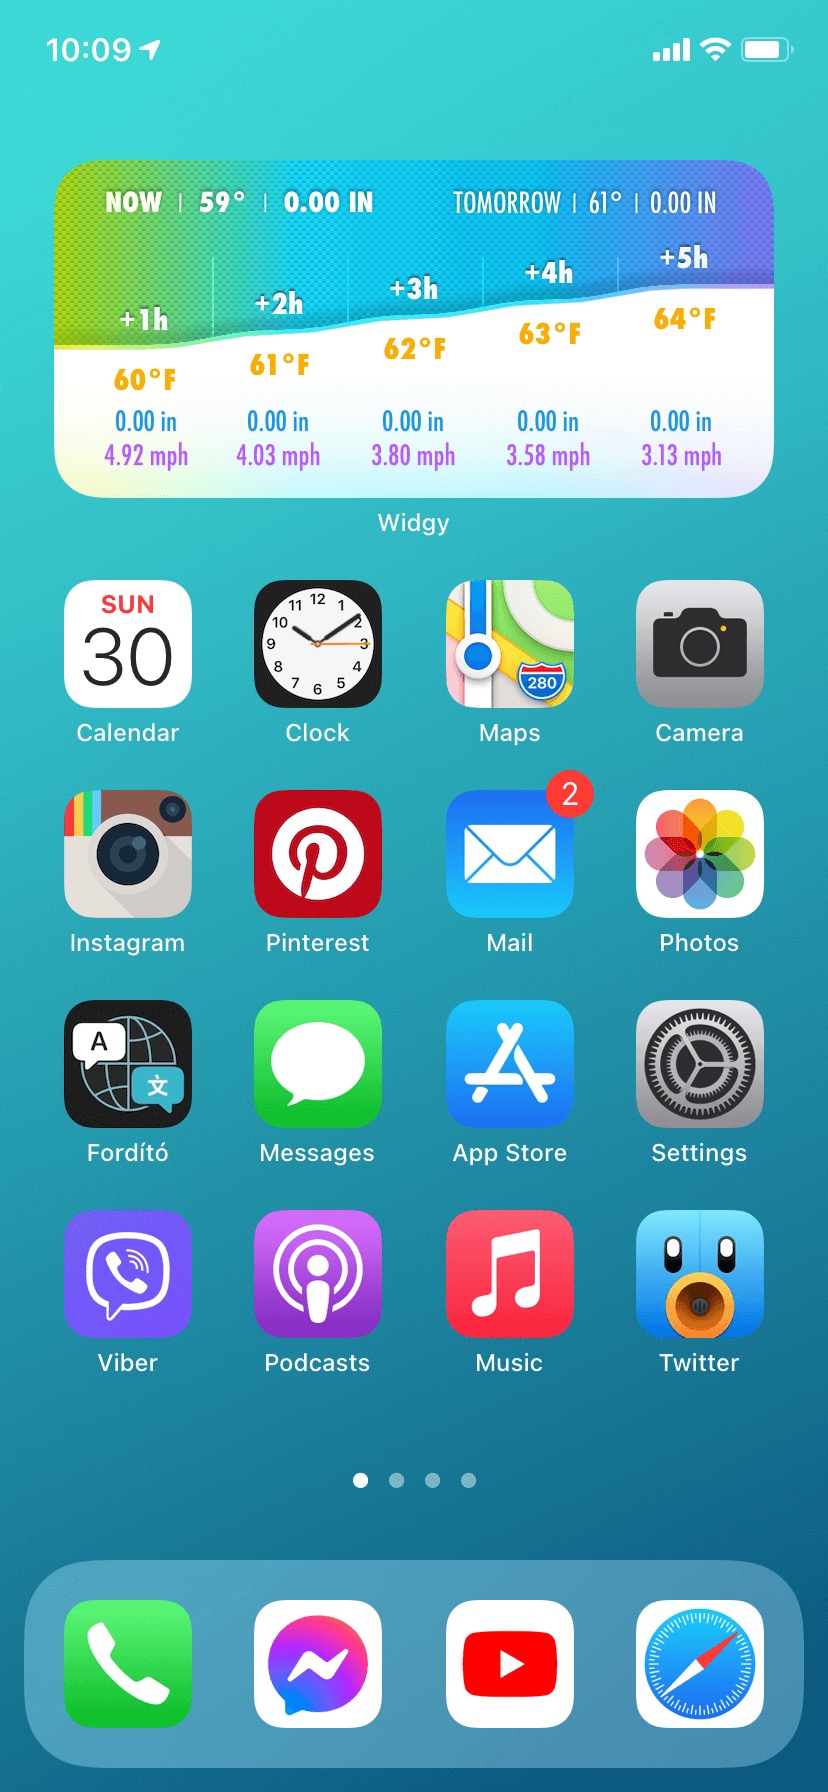 10:09
NOW | 59° | 0.00 IN TOMORROW | 61° | 0.00 IN
+1h +2h +3h +4h +5h
60°F 61°F 62°F 63°F 64°F
0.00 in 0.00 in 0.00 in 0.00 in 0.00 in
4.92 mph 4.03 mph 3.80 mph 3.58 mph 3.13 mph
Widgy
SUN
30
12
1
2
3
4
5
6
7
8
9
10
11
280
Calendar Clock Maps Camera
2
Instagram Pinterest Mail Photos
A
文
Fordító Messages App Store Settings
Viber Podcasts Music Twitter